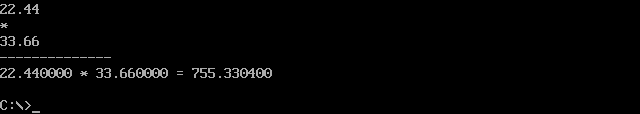 22.44
*
33.66
--------------
22.440000 * 33.660000 = 755.330400
C:\>_